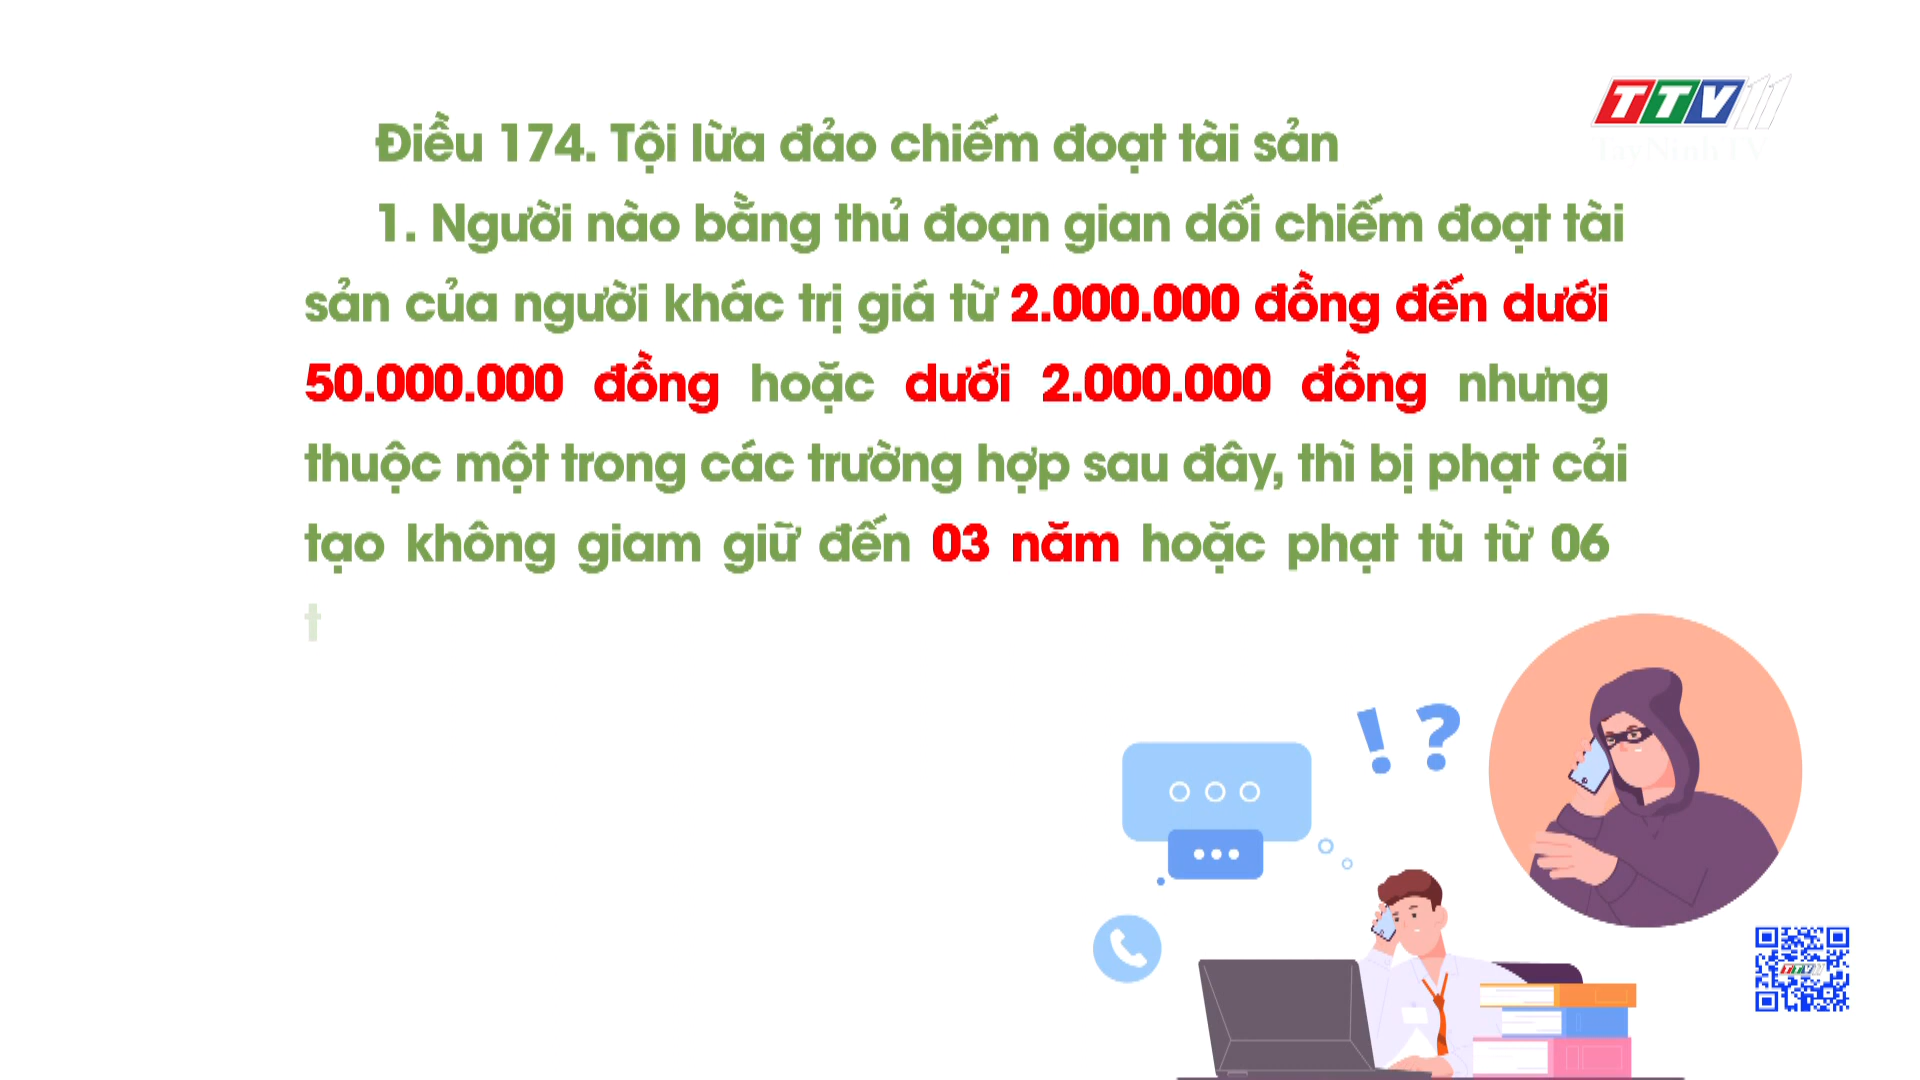 TTV11
TayNinhTV
Điều 174. Tội lừa đảo chiếm đoạt tài sản
1. Người nào bằng thủ đoạn gian dối chiếm đoạt tài
sản của người khác trị giá từ 2.000.000 đồng đến dưới
50.000.000 đồng hoặc dưới 2.000.000 đồng nhưng
thuộc một trong các trường hợp sau đây, thì bị phạt cải
tạo không giam giữ đến 03 năm hoặc phạt tù từ 06
t
! ?
TTV11